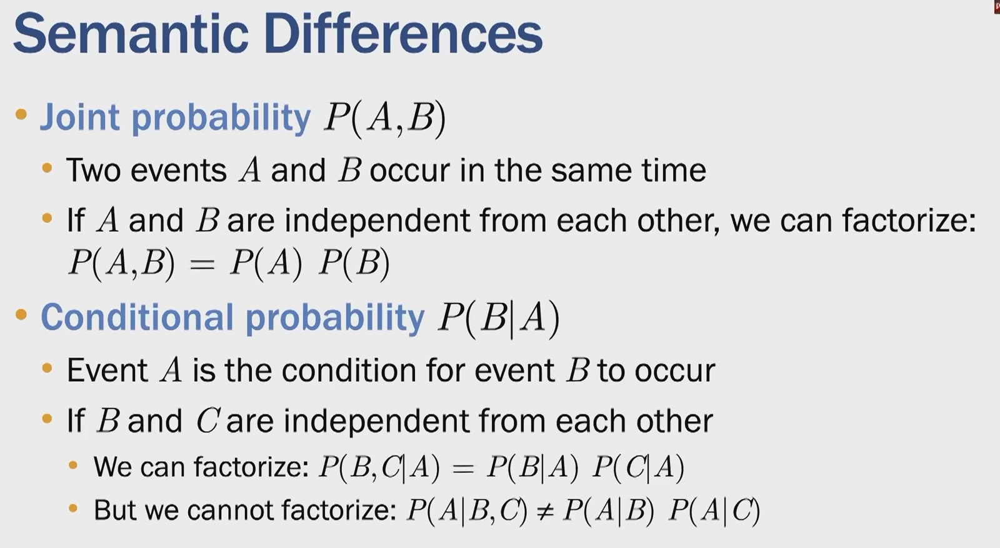 Semantic Differences
• Joint probability P(A,B)
• Two events A and B occur in the same time
• If A and B are independent from each other, we can factorize:
P(A,B) = P(A) P(B)
• Conditional probability P(B|A)
• Event A is the condition for event B to occur
• If B and C are independent from each other
• We can factorize: P(B,C|A) = P(B|A) P(C|A)
• But we cannot factorize: P(A|B,C) ≠ P(A|B) P(A|C)